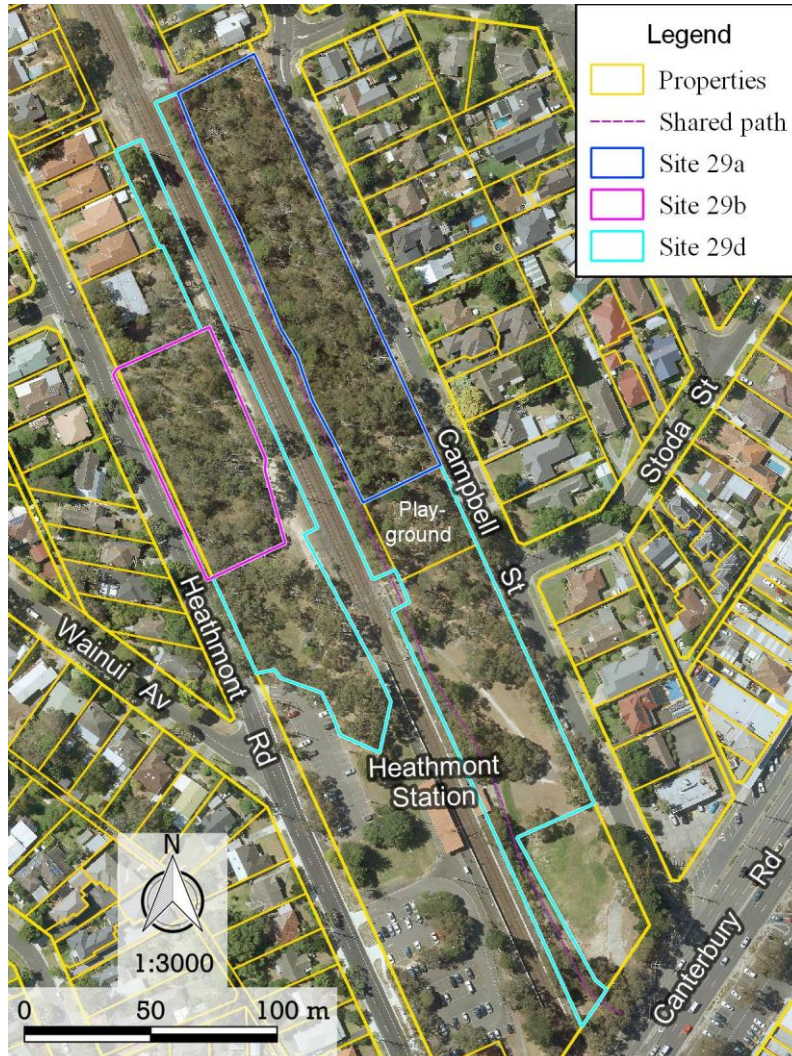 Legend
Properties
Shared path
Site 29a
Site 29b
Site 29d
Campbell
St
Stoda St
Play-
ground
Heathmont
Rd
Wainui Av
Heathmont
Station
Canterbury Rd
N
1:3000
0 50 100 m